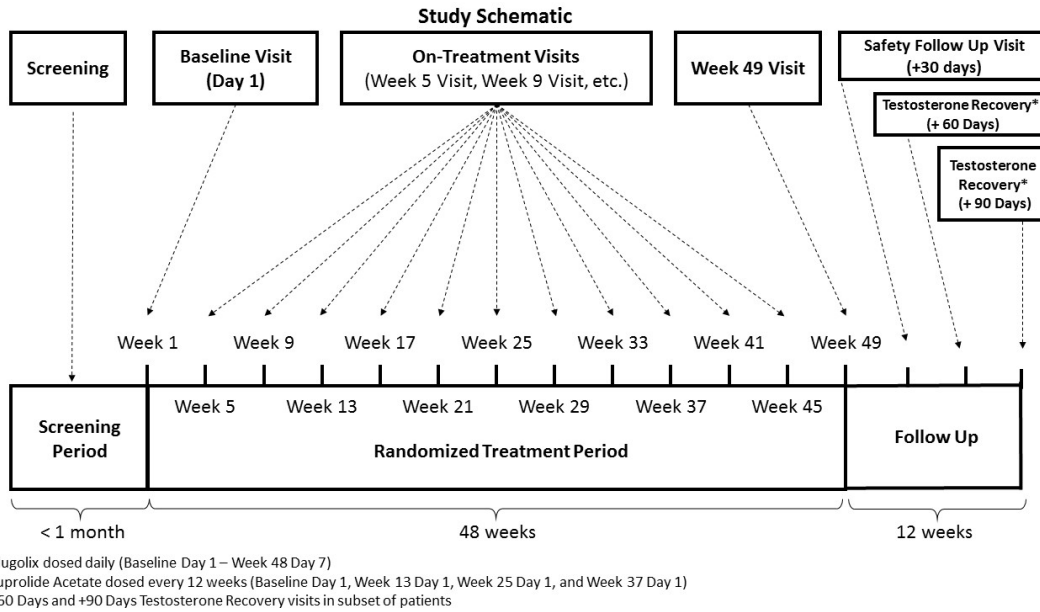 Study Schematic
Screening
Baseline Visit
(Day 1)
On-Treatment Visits
(Week 5 Visit, Week 9 Visit, etc.)
Week 49 Visit
Safety Follow Up Visit
(+30 days)
Testosterone Recovery*
(+ 60 Days)
Testosterone
Recovery*
(+ 90 Days)
Week 1
Week 9
Week 17
Week 25
Week 33
Week 41
Week 49
Week 5
Week 13
Week 21
Week 29
Week 37
Week 45
Screening
Period
Randomized Treatment Period
Follow Up
< 1 month
48 weeks
12 weeks
lugolix dosed daily (Baseline Day 1 – Week 48 Day 7)
uprolide Acetate dosed every 12 weeks (Baseline Day 1, Week 13 Day 1, Week 25 Day 1, and Week 37 Day 1)
60 Days and +90 Days Testosterone Recovery visits in subset of patients